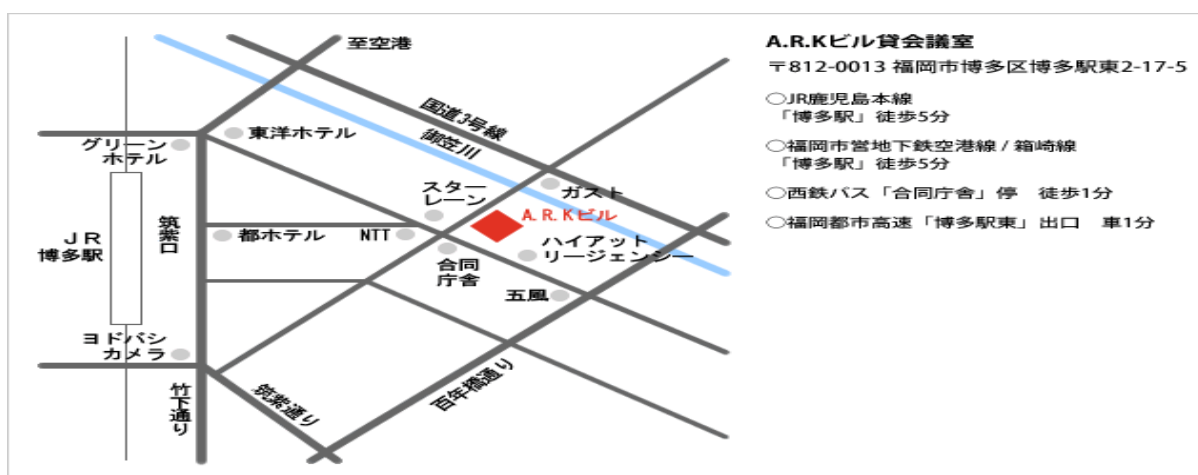 至空港
国道3号線
御笠川
東洋ホテル
グリーン
ホテル
スター
レーン
ガスト
A.R.Kビル
筑紫口
都ホテル
NTT
ハイアット
リージェンシー
合同
庁舎
JR
博多駅
五風
ヨドバシ
カメラ
竹下通り
筑紫通り
百年橋通り
A.R.Kビル貸会議室
〒812-0013 福岡市博多区博多駅東2-17-5
○JR鹿児島本線
「博多駅」徒歩5分
○福岡市営地下鉄空港線 / 箱崎線
「博多駅」徒歩5分
○西鉄バス「合同庁舎」停　徒歩1分
○福岡都市高速「博多駅東」出口　車1分